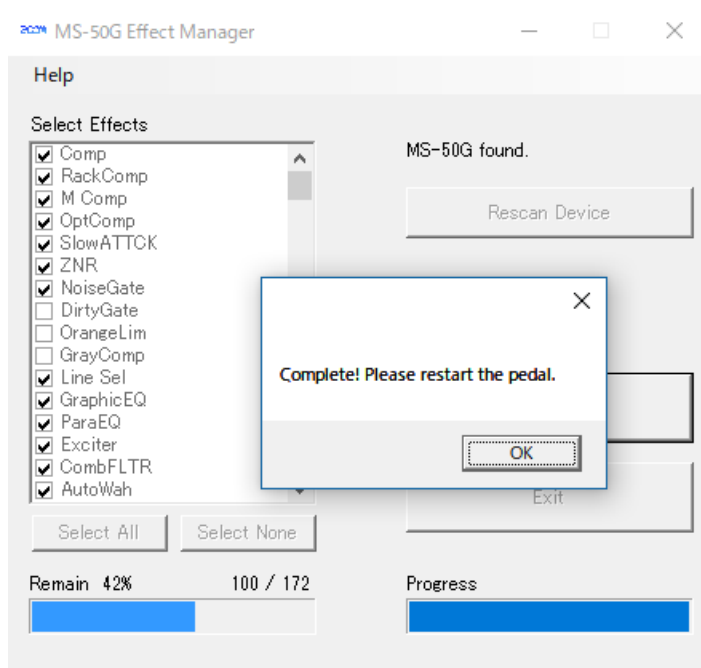 ZOOM MS-50G Effect Manager
Help
Select Effects
Comp
RackComp
M Comp
OptComp
SlowATTCK
ZNR
NoiseGate
DirtyGate
OrangeLim
GrayComp
Line Sel
GraphicEQ
ParaEQ
Exciter
CombFLTR
AutoWah
Select All
Select None
Remain 42%
100 / 172
MS-50G found.
Rescan Device
Complete! Please restart the pedal.
OK
Exit
Progress